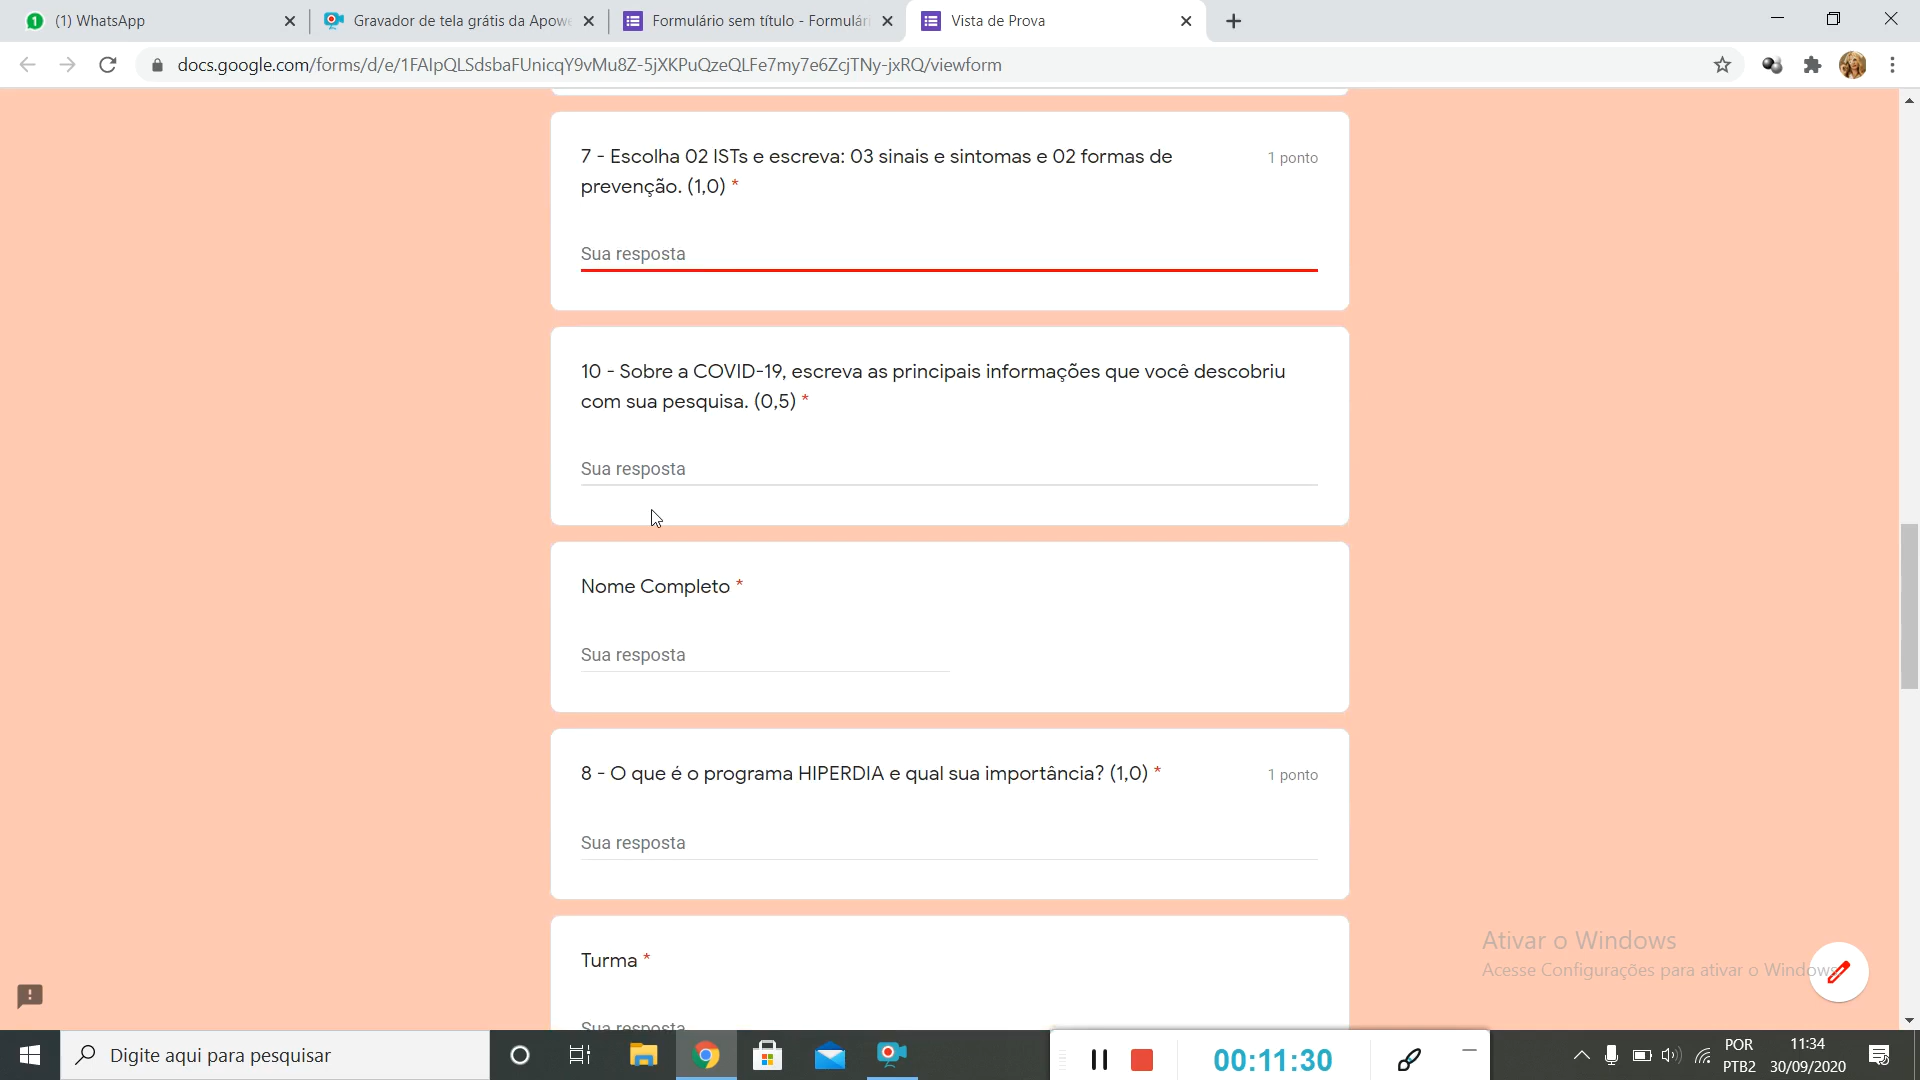 (1) WhatsApp
Gravador de tela grátis da Apowe
Formulário sem título - Formulári
Vista de Prova
docs.google.com/forms/d/e/1FAIpQLSdsbaFUnicqY9vMu8Z-5jXKPuQzeQLFe7my7e6ZcjTNy-jxRQ/viewform
7 - Escolha 02 ISTs e escreva: 03 sinais e sintomas e 02 formas de
prevenção. (1,0) *
1 ponto
Sua resposta
10 - Sobre a COVID-19, escreva as principais informações que você descobriu
com sua pesquisa. (0,5) *
Sua resposta
Nome Completo *
Sua resposta
8 - O que é o programa HIPERDIA e qual sua importância? (1,0) *
1 ponto
Sua resposta
Turma *
Sua resposta
Ativar o Windows
Acesse Configurações para ativar o Windows.
Digite aqui para pesquisar
00:11:30
POR
PTB2
11:34
30/09/2020